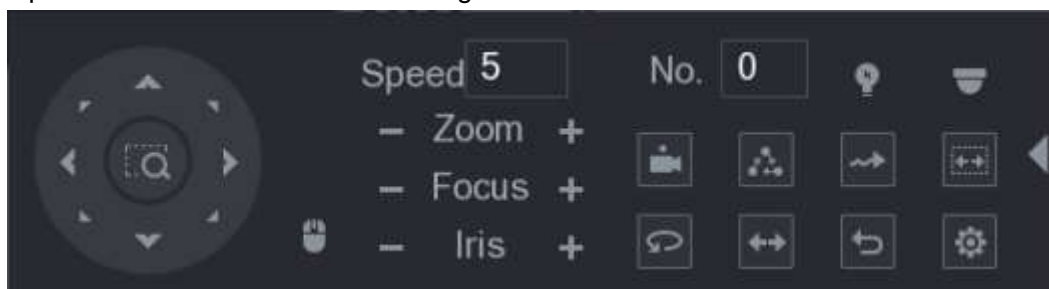 Speed 5 No. 0
– Zoom +
– Focus +
– Iris +